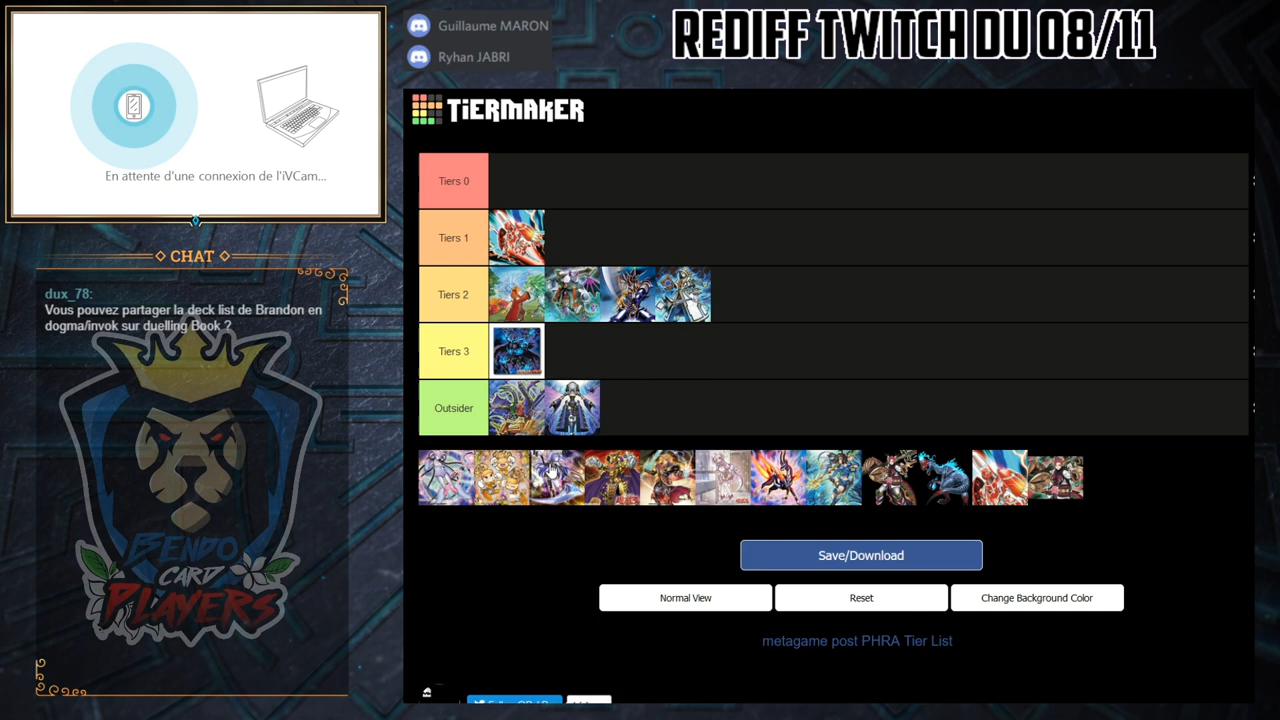 Guillaume MARON
Ryhan JABRI
REDIFF TWITCH DU 08/11
TIERMAKER
En attente d'une connexion de l'iVCam...
CHAT
dux_78:
Vous pouvez partager la deck list de Brandon en
dogma/invok sur duelling Book ?
BENDO
CARD
PLAYERS
Tiers 0
Tiers 1
Tiers 2
Tiers 3
Outsider
Save/Download
Normal View
Reset
Change Background Color
metagame post PHRA Tier List